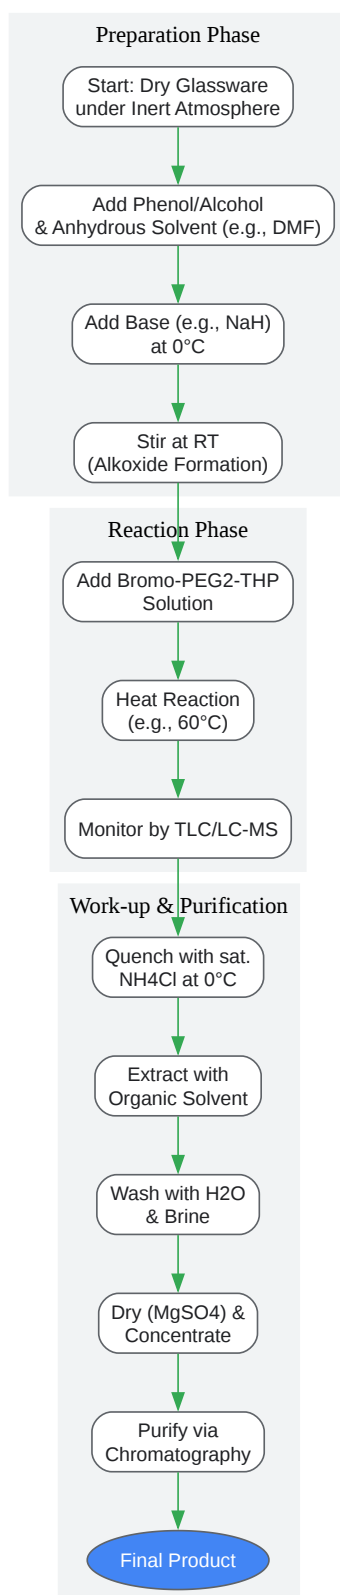 Preparation Phase
Start: Dry Glassware
under Inert Atmosphere
Add Phenol/Alcohol
& Anhydrous Solvent (e.g., DMF)
Add Base (e.g., NaH)
at 0°C
Stir at RT
(Alkoxide Formation)
Reaction Phase
Add Bromo-PEG2-THP
Solution
Heat Reaction
(e.g., 60°C)
Monitor by TLC/LC-MS
Work-up & Purification
Quench with sat.
NH4Cl at 0°C
Extract with
Organic Solvent
Wash with H2O
& Brine
Dry (MgSO4) &
Concentrate
Purify via
Chromatography
Final Product